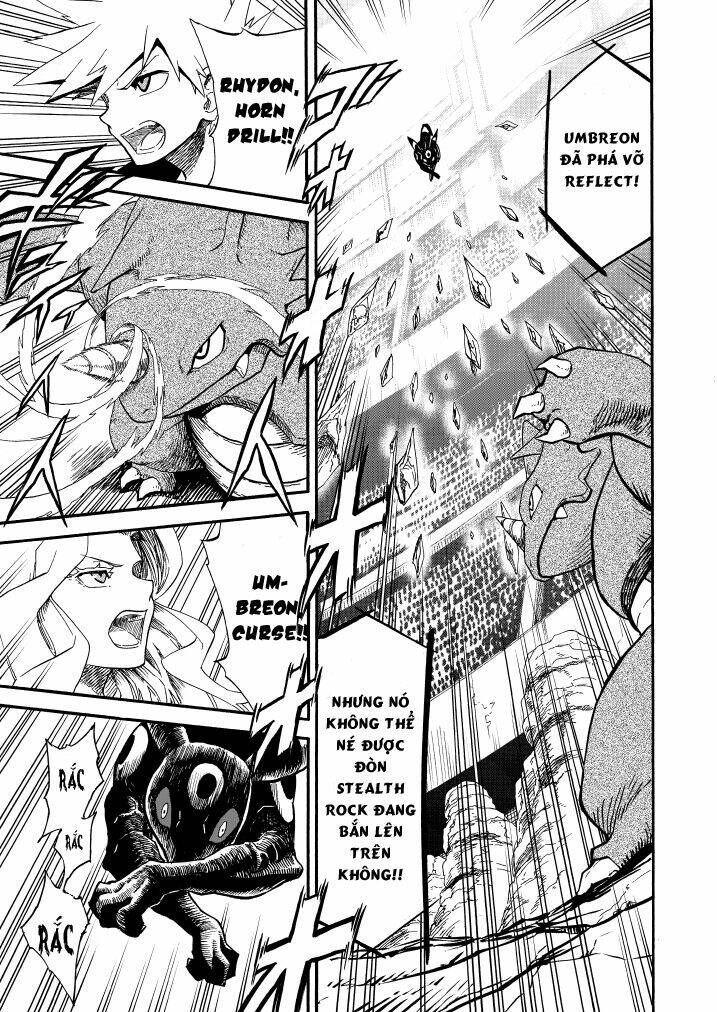 UMBREON
ĐÃ PHÁ VỠ
REFLECT!
NHƯNG NÓ
KHÔNG THỂ
NÉ ĐƯỢC
ĐÒN
STEALTH
ROCK ĐANG
BẮN LÊN
TRÊN
KHÔNG!!
RHYDON,
HORN
DRILL!!
UM-
BREON,
CURSE!!
RẮC
RẮC
RẮC